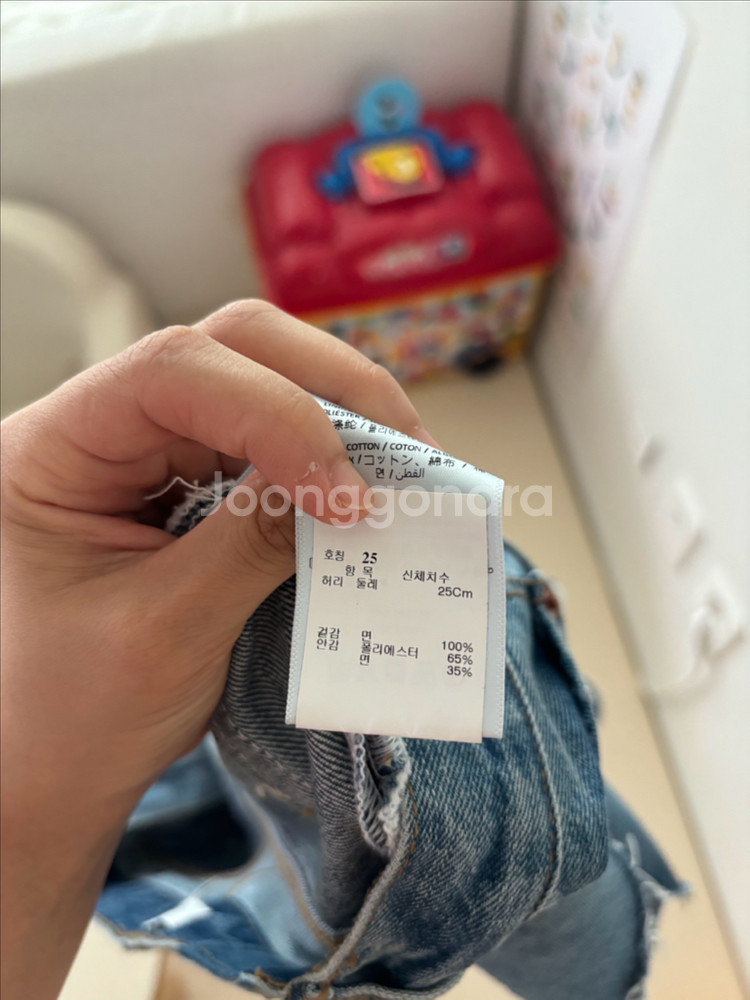 COTTON / COTON /
コットン、綿布 /
면 / القطن
Joonggonara
호칭 25
항 목 신체치수
허리 둘레 25Cm
겉감 면 100%
안감 폴리에스터 65%
면 35%